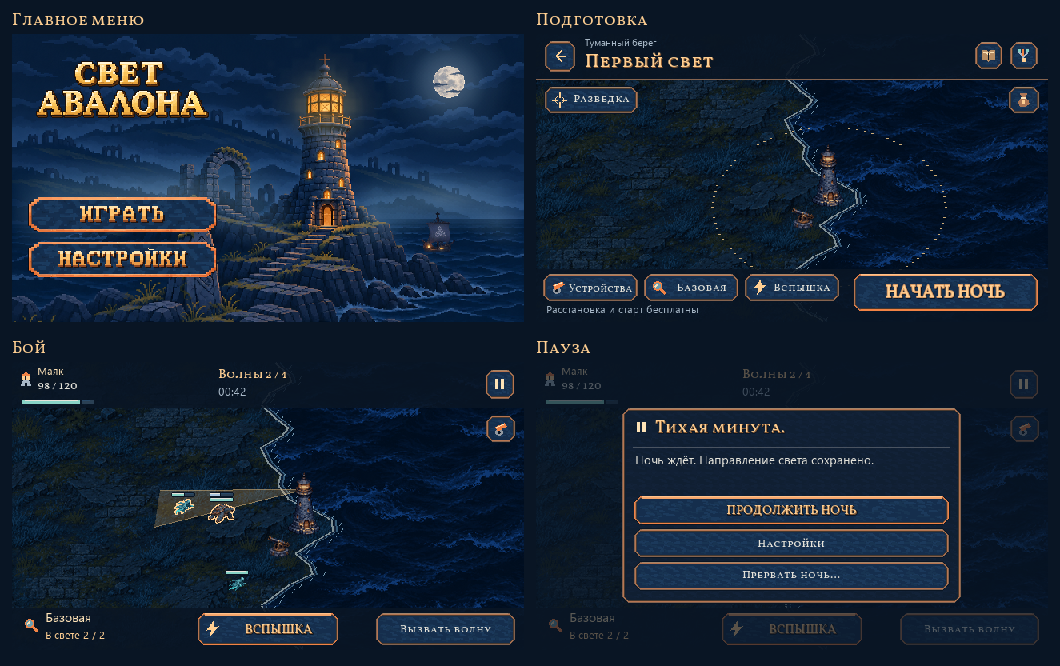 Главное меню
СВЕТ
АВАЛОНА
ИГРАТЬ
НАСТРОЙКИ
Подготовка
Туманный берег
Первый свет
Разведка
Устройства
Базовая
Вспышка
НАЧАТЬ НОЧЬ
Расстановка и старт бесплатны
Бой
Маяк
98 / 120
Волны 2 / 4
00:42
Базовая
В свете 2 / 2
ВСПЫШКА
Вызвать волну
Пауза
Маяк
98 / 120
Волны 2 / 4
00:42
Тихая минута.
Ночь ждёт. Направление света сохранено.
ПРОДОЛЖИТЬ НОЧЬ
Настройки
Прервать ночь...
Базовая
В свете 2 / 2
ВСПЫШКА
Вызвать волну